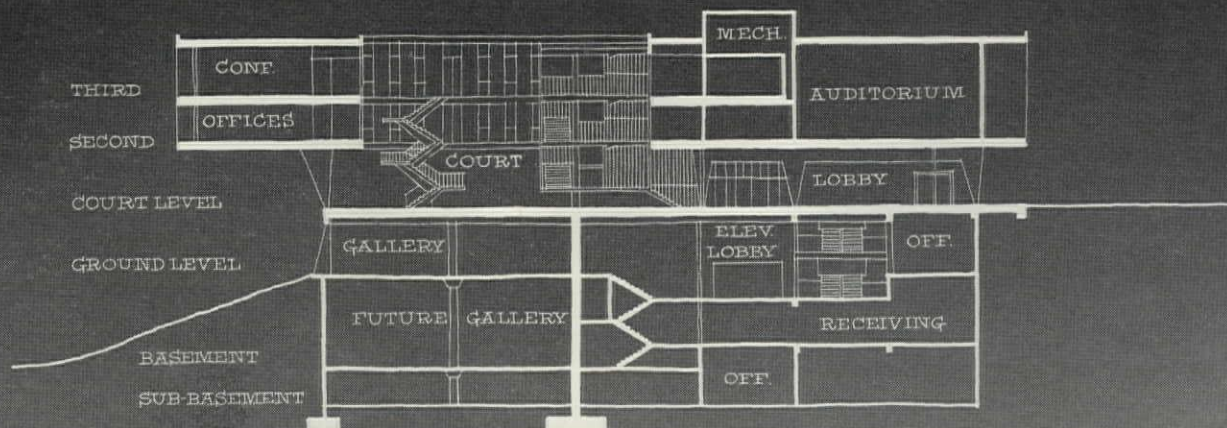 MECH.
CONF.
THIRD
AUDITORIUM
OFFICES
SECOND
COURT
LOBBY
COURT LEVEL
ELEV.
LOBBY
OFF.
GALLERY
GROUND LEVEL
FUTURE GALLERY
RECEIVING
BASEMENT
OFF.
SUB-BASEMENT